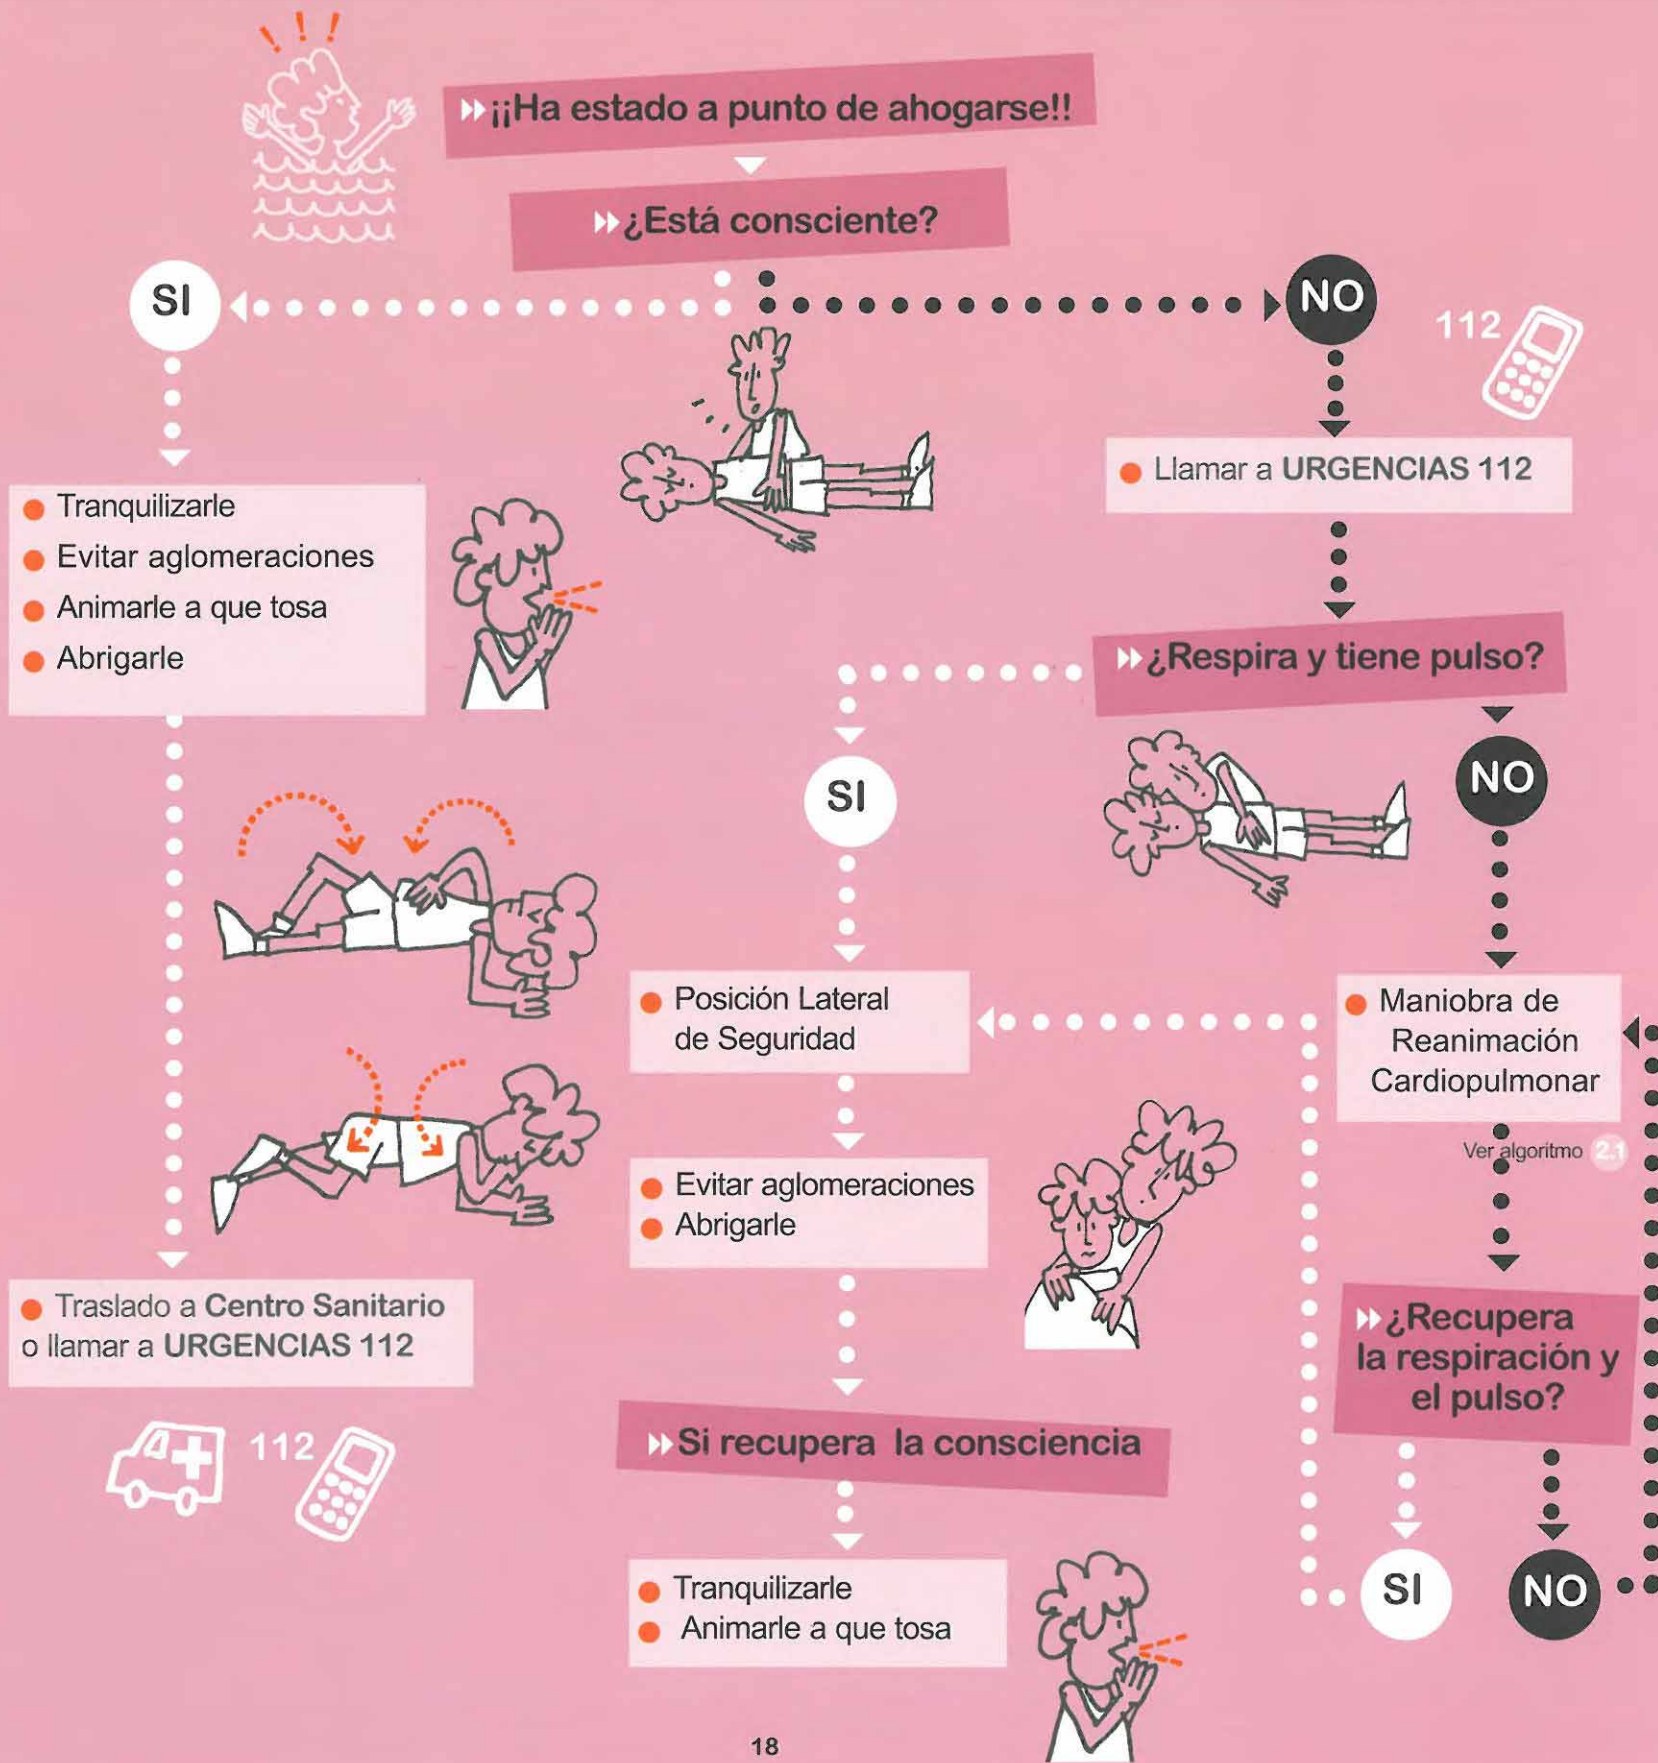 ¡¡Ha estado a punto de ahogarse!!
¿Está consciente?
SI
NO
112
Tranquilizarle
Evitar aglomeraciones
Animarle a que tosa
Abrigarle
Llamar a URGENCIAS 112
¿Respira y tiene pulso?
SI
NO
Posición Lateral
de Seguridad
Maniobra de
Reanimación
Cardiopulmonar
Ver algoritmo 2.1
Evitar aglomeraciones
Abrigarle
Traslado a Centro Sanitario
o llamar a URGENCIAS 112
112
¿Recupera
la respiración y
el pulso?
Si recupera la consciencia
SI
NO
Tranquilizarle
Animarle a que tosa
18